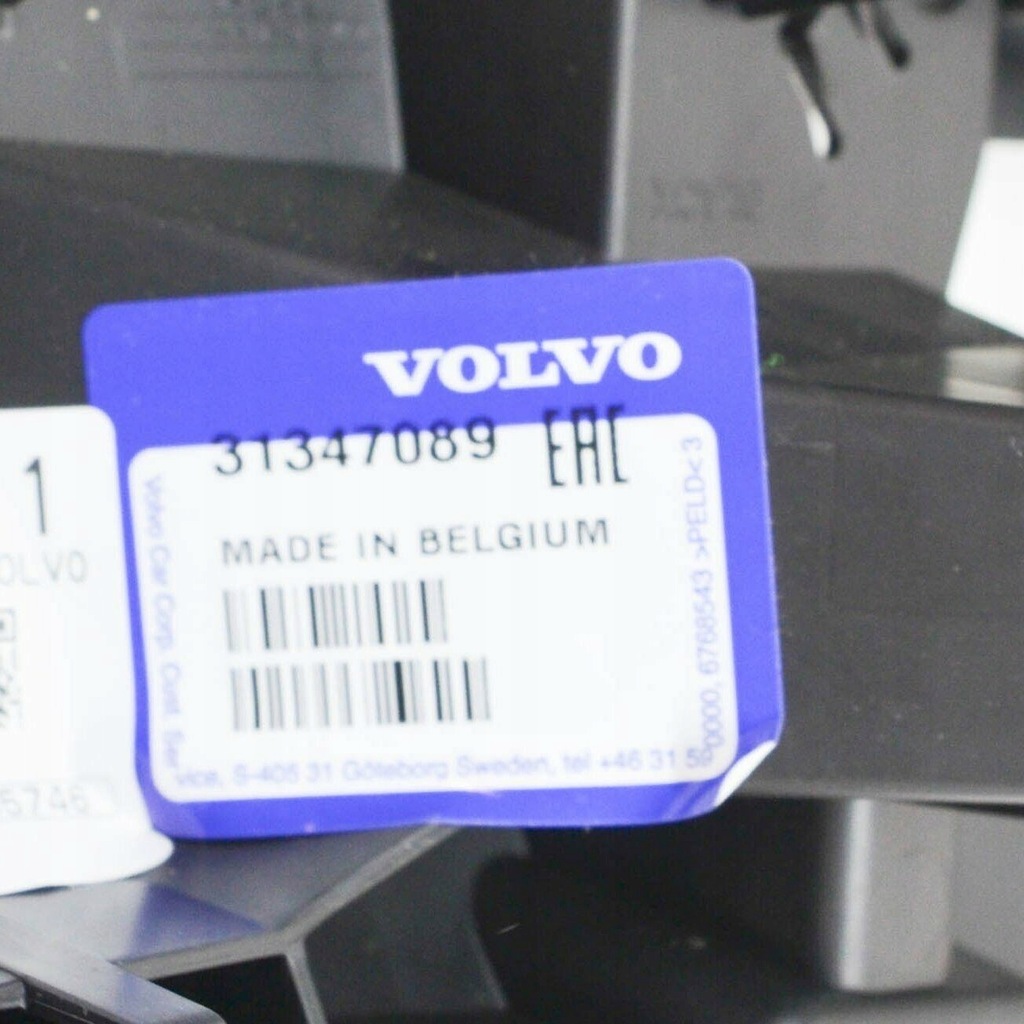 VOLVO
31347089 EAC
MADE IN BELGIUM
Volvo Car Corp. Cust. Service, S-405 31 Göteborg Sweden, tel +46 31 59 0000, 6768543 >PELD< 3
1
OLVO
5746